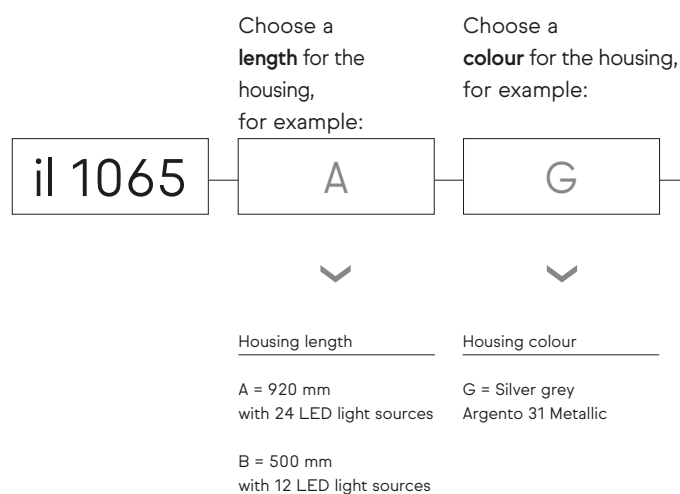 Choose a
length for the
housing,
for example:
Choose a
colour for the housing,
for example:
il 1065
A
G
Housing length
A = 920 mm
with 24 LED light sources
B = 500 mm
with 12 LED light sources
Housing colour
G = Silver grey
Argento 31 Metallic